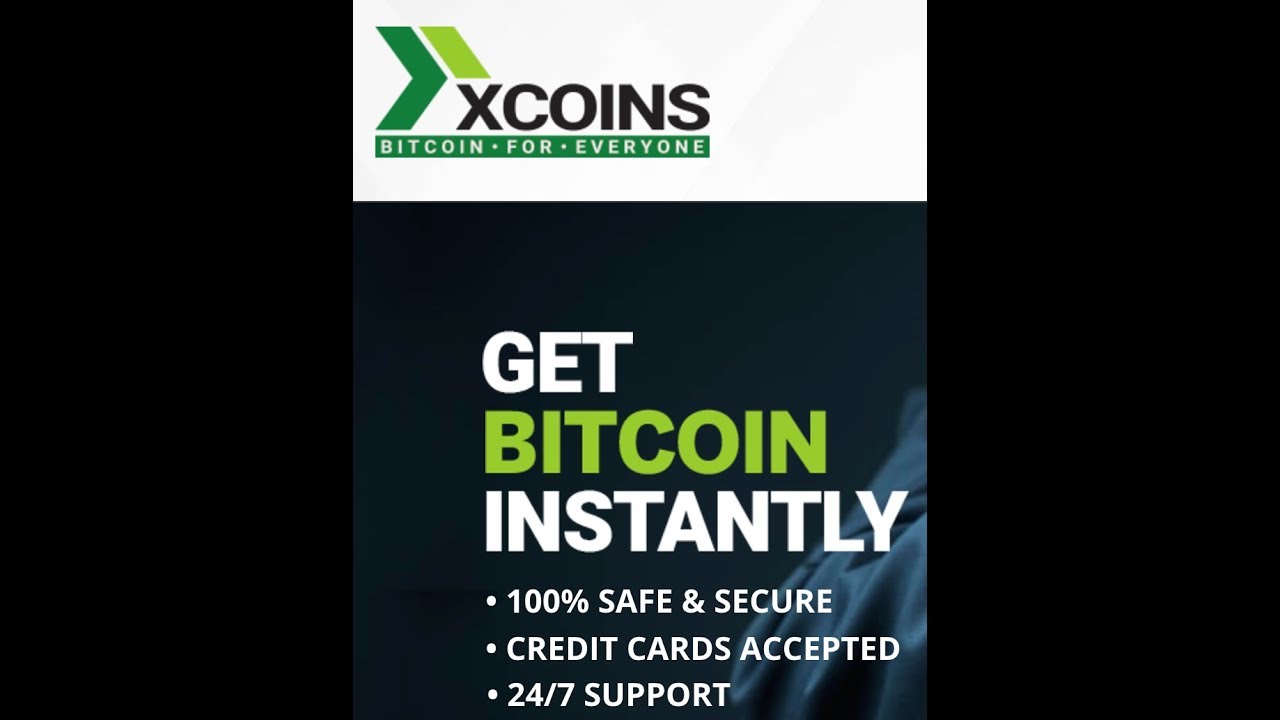 XCOINS
BITCOIN • FOR • EVERYONE
GET
BITCOIN
INSTANTLY
• 100% SAFE & SECURE
• CREDIT CARDS ACCEPTED
• 24/7 SUPPORT